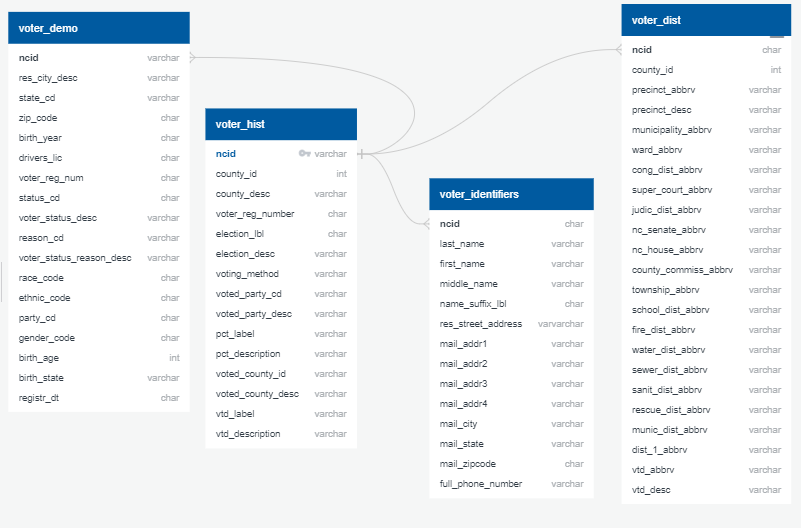 voter_demo
ncid varchar
res_city_desc varchar
state_cd varchar
zip_code char
birth_year char
drivers_lic char
voter_reg_num char
status_cd char
voter_status_desc varchar
reason_cd varchar
voter_status_reason_desc varchar
race_code char
ethnic_code char
party_cd char
gender_code char
birth_age int
birth_state varchar
registr_dt char
voter_hist
ncid varchar
county_id int
county_desc varchar
voter_reg_number char
election_lbl char
election_desc varchar
voting_method varchar
voted_party_cd varchar
voted_party_desc varchar
pct_label varchar
pct_description varchar
voted_county_id varchar
voted_county_desc varchar
vtd_label varchar
vtd_description varchar
voter_identifiers
ncid char
last_name varchar
first_name varchar
middle_name varchar
name_suffix_lbl char
res_street_address varvarchar
mail_addr1 varchar
mail_addr2 varchar
mail_addr3 varchar
mail_addr4 varchar
mail_city varchar
mail_state varchar
mail_zipcode char
full_phone_number varchar
voter_dist
ncid char
county_id int
precinct_abbrv varchar
precinct_desc varchar
municipality_abbrv varchar
ward_abbrv varchar
cong_dist_abbrv varchar
super_court_abbrv varchar
judic_dist_abbrv varchar
nc_senate_abbrv varchar
nc_house_abbrv varchar
county_commiss_abbrv varchar
township_abbrv varchar
school_dist_abbrv varchar
fire_dist_abbrv varchar
water_dist_abbrv varchar
sewer_dist_abbrv varchar
sanit_dist_abbrv varchar
rescue_dist_abbrv varchar
munic_dist_abbrv varchar
dist_1_abbrv varchar
vtd_abbrv varchar
vtd_desc varchar